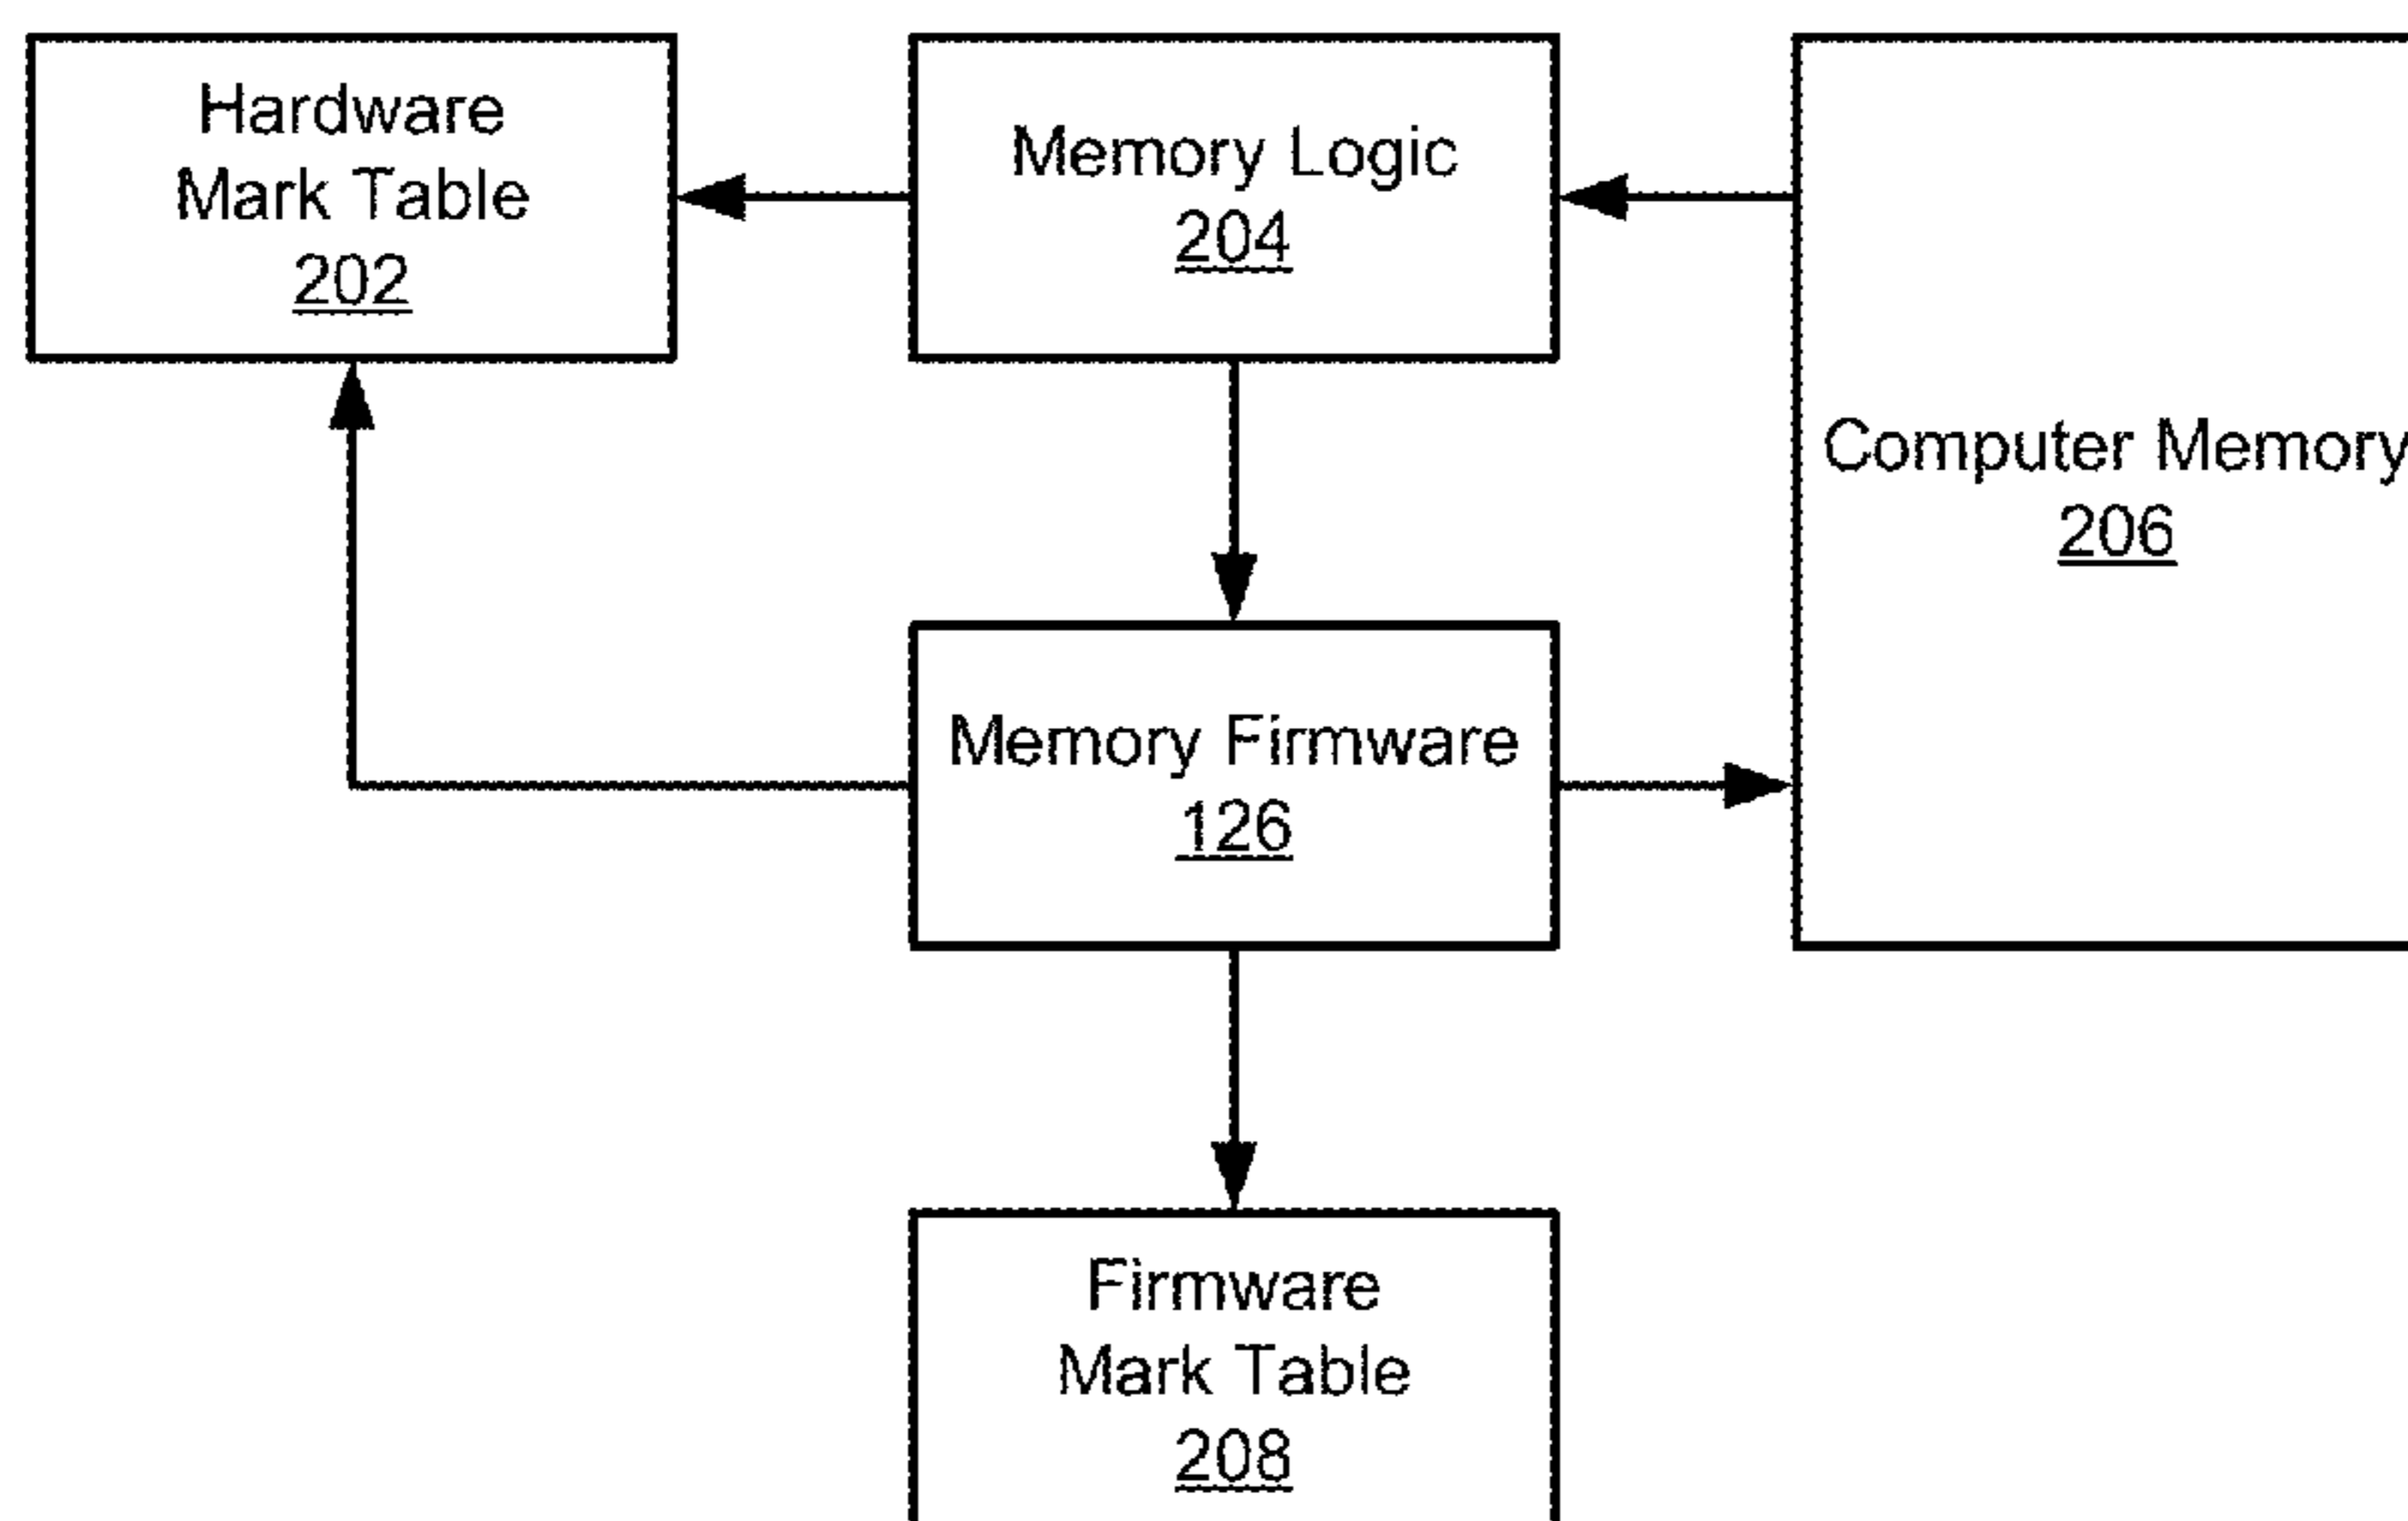 Hardware
Mark Table
202
Memory Logic
204
Computer Memory
206
Memory Firmware
126
Firmware
Mark Table
208